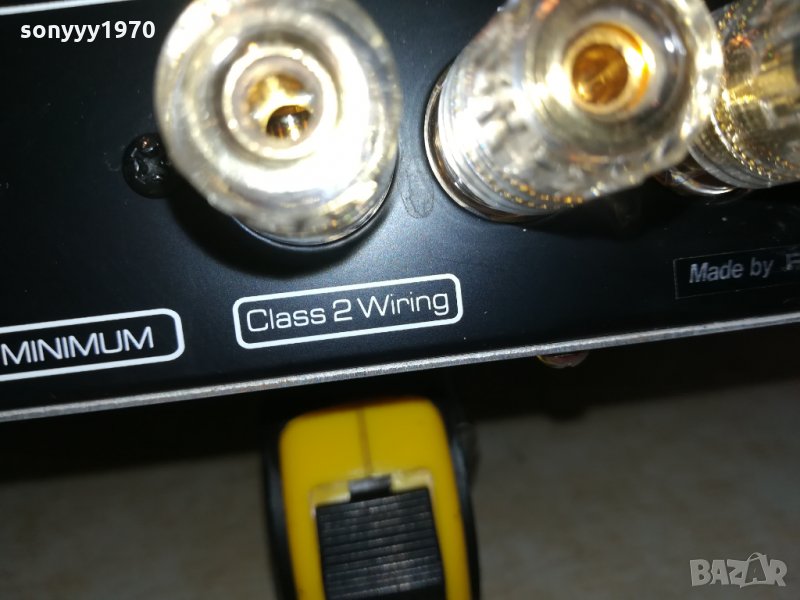 sonyyy1970
MINIMUM
Class 2 Wiring
Made by
BAZAR